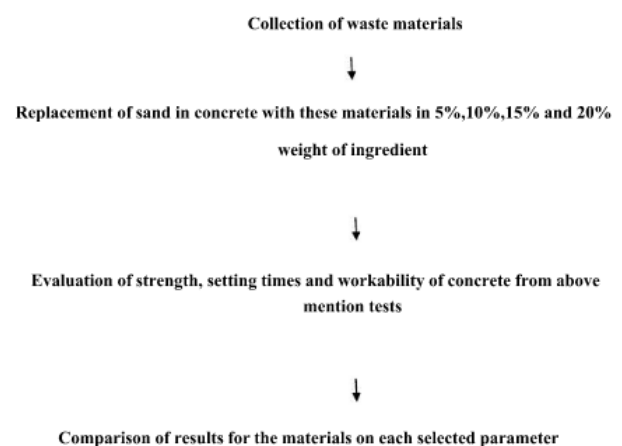 Collection of waste materials
Replacement of sand in concrete with these materials in 5%,10%,15% and 20%
weight of ingredient
Evaluation of strength, setting times and workability of concrete from above
mention tests
Comparison of results for the materials on each selected parameter